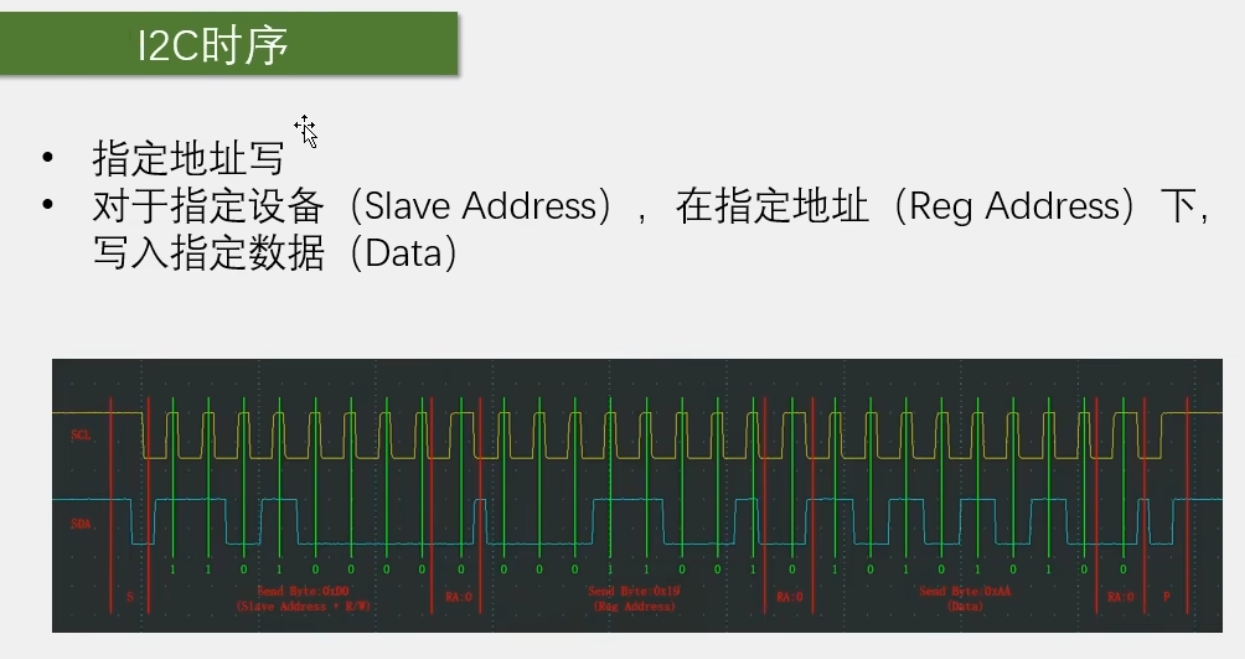 I2C时序
• 指定地址写
• 对于指定设备（Slave Address），在指定地址（Reg Address）下，
写入指定数据（Data）
SCL
SDA
1 1 0 1 0 0 0 0 0 0 0 0 1 1 0 0 1 0 1 0 1 0 1 0 1 0 0
S Send Byte:0xD0 RA:0 Send Byte:0x19 RA:0 Send Byte:0xAA RA:0 P
(Slave Address + R/W) (Reg Address) (Data)